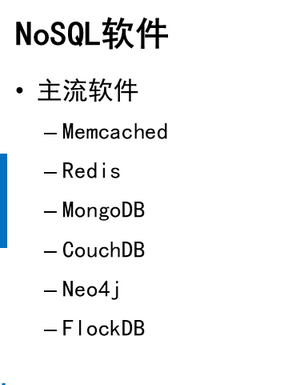 NoSQL软件
• 主流软件
– Memcached
– Redis
– MongoDB
– CouchDB
– Neo4j
– FlockDB